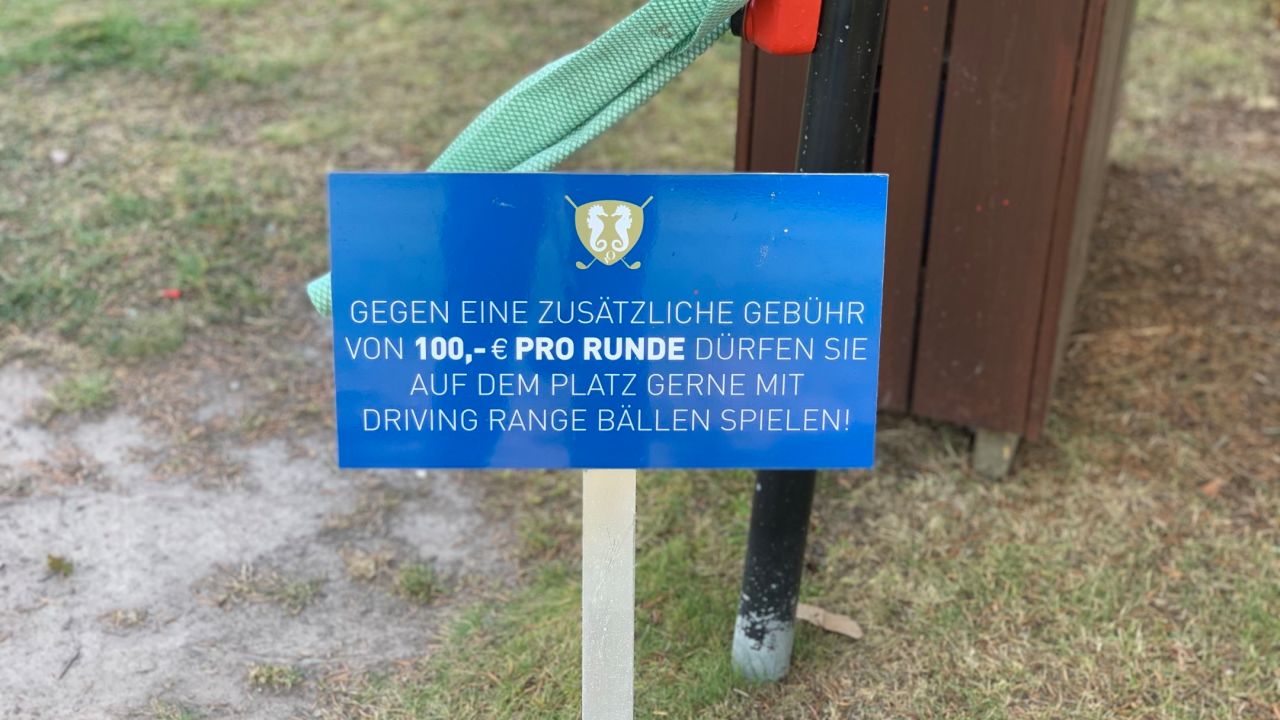 GEGEN EINE ZUSÄTZLICHE GEBÜHR
VON 100,- € PRO RUNDE DÜRFEN SIE
AUF DEM PLATZ GERNE MIT
DRIVING RANGE BÄLLEN SPIELEN!